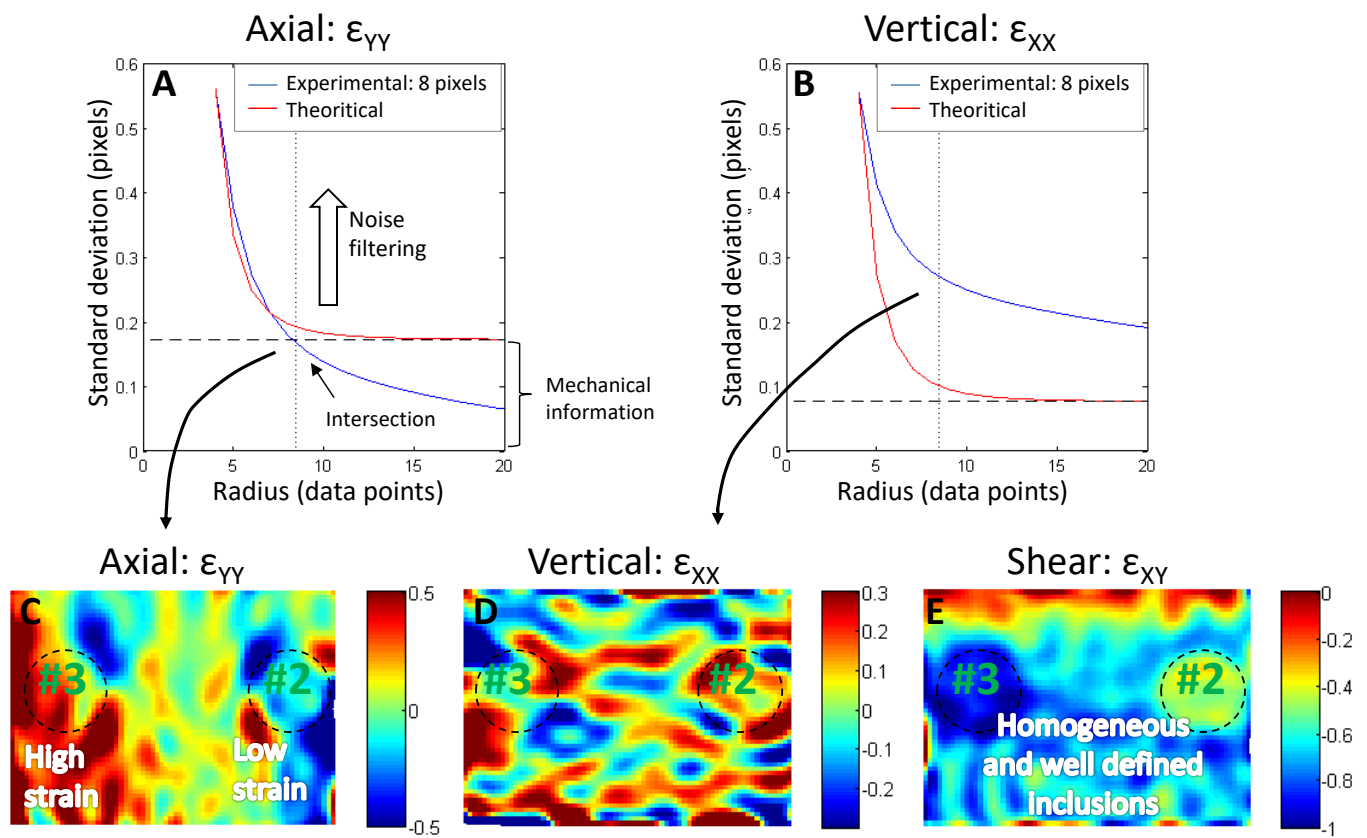 Axial: εYY
Vertical: εXX
A
Experimental: 8 pixels
Theoritical
B
Experimental: 8 pixels
Theoritical
Standard deviation (pixels)
0.6
0.5
0.4
0.3
0.2
0.1
0
Noise
filtering
Intersection
Mechanical
information
0
5
10
15
20
Radius (data points)
Standard deviation (pixels)
0.6
0.5
0.4
0.3
0.2
0.1
0
0
5
10
15
20
Radius (data points)
Axial: εYY
Vertical: εXX
Shear: εXY
C
#3
#2
High
strain
Low
strain
0.5
0
-0.5
D
#3
#2
0.3
0.2
0.1
0
-0.1
-0.2
E
#3
#2
Homogeneous
and well defined
inclusions
0
-0.2
-0.4
-0.6
-0.8
-1